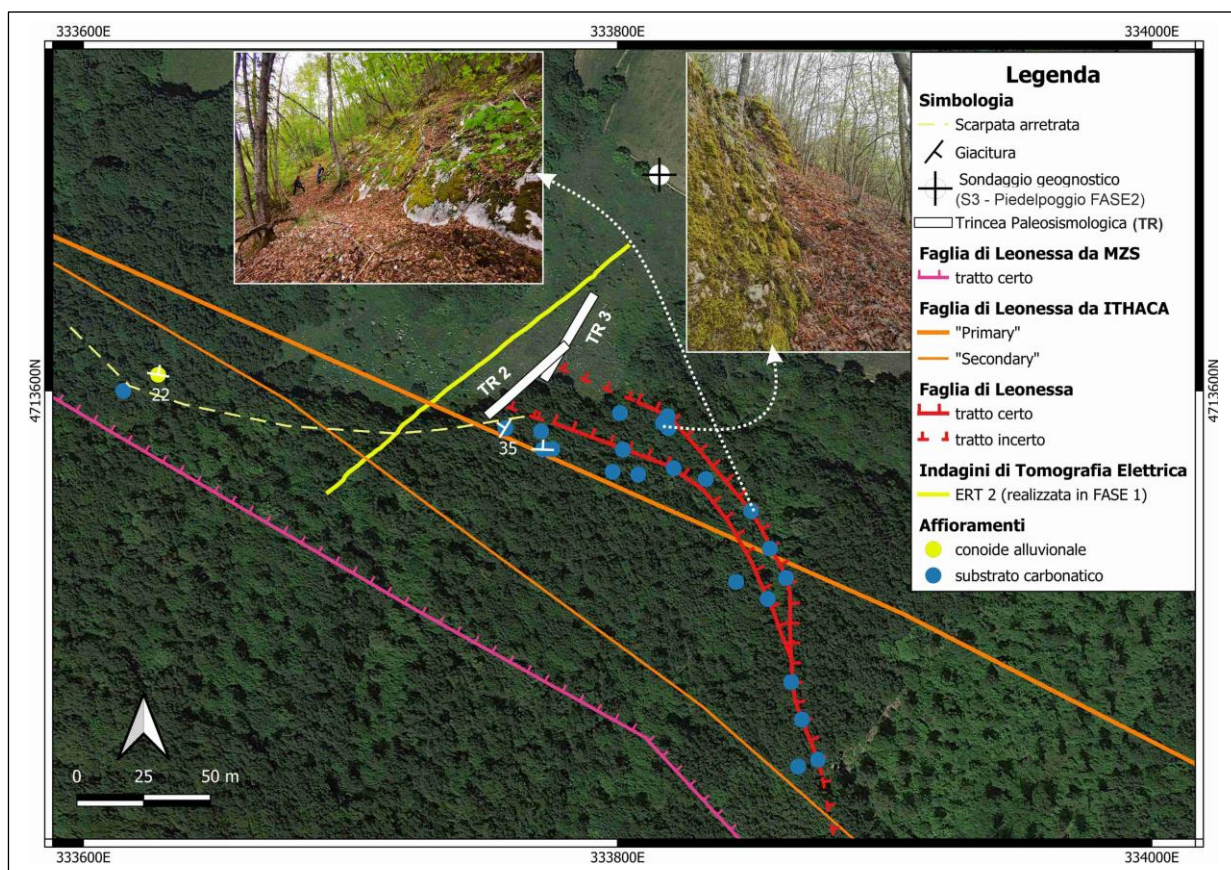 333600E
333800E
334000E
4713600N
4713600N
TR 2
TR 3
22
35
0 25 50 m
333600E
333800E
334000E
Legenda
Simbologia
Scarpata arretrata
Giacitura
Sondaggio geognostico
(S3 - Piedelpoggio FASE2)
Trincea Paleosismologica (TR)
Faglia di Leonessa da MZS
tratto certo
Faglia di Leonessa da ITHACA
"Primary"
"Secondary"
Faglia di Leonessa
tratto certo
tratto incerto
Indagini di Tomografia Elettrica
ERT 2 (realizzata in FASE 1)
Affioramenti
conoide alluvionale
substrato carbonatico